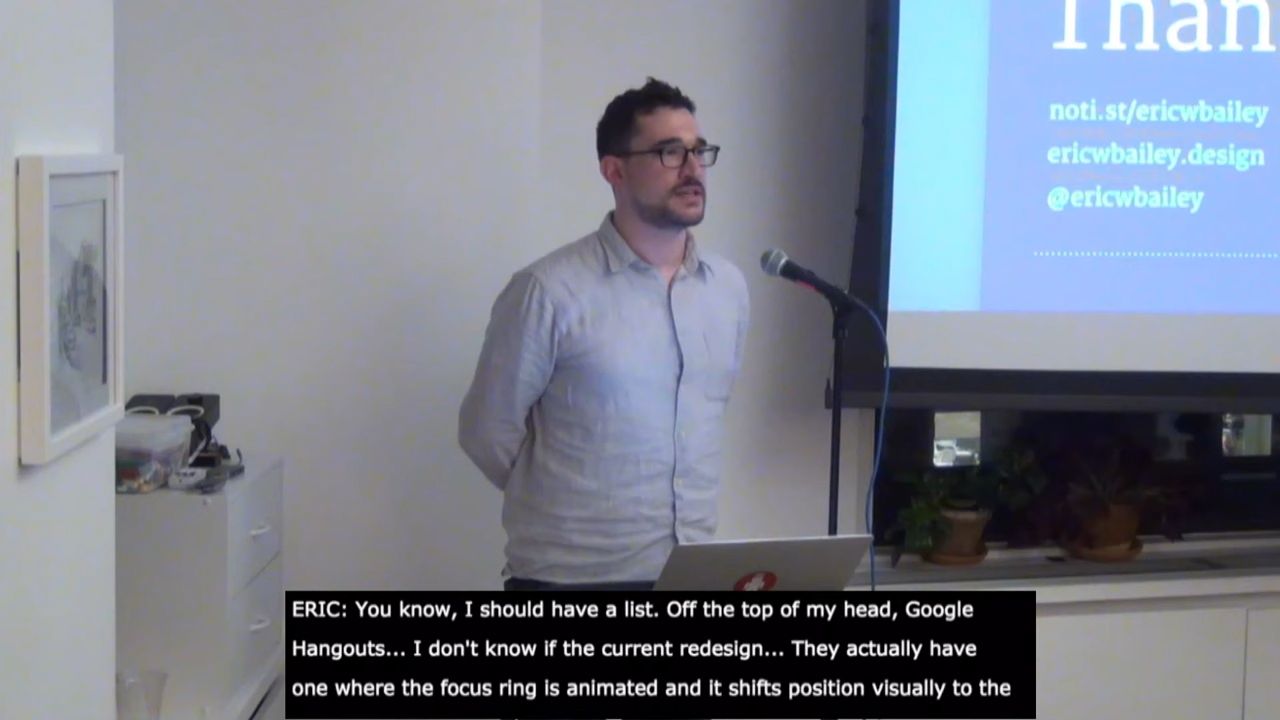 Than
noti.st/ericwbailey
ericwbailey.design
@ericwbailey
ERIC: You know, I should have a list. Off the top of my head, Google
Hangouts... I don't know if the current redesign... They actually have
one where the focus ring is animated and it shifts position visually to the